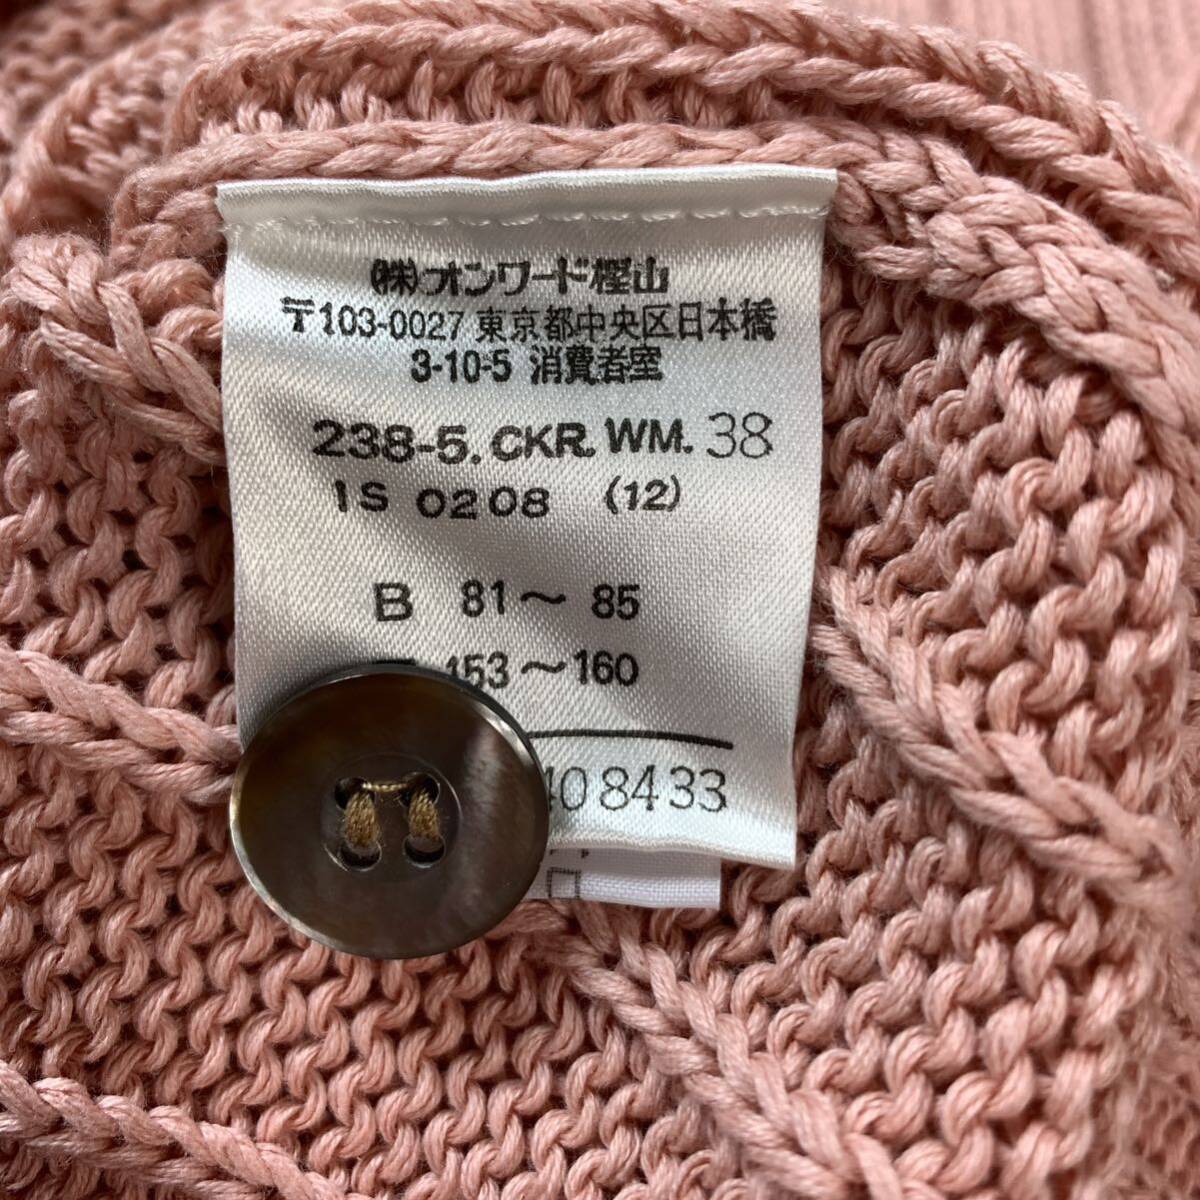 (株)オンワード樫山
〒103-0027 東京都中央区日本橋
3-10-5 消費者室
238-5. CKR. WM. 38
IS 0208 (12)
B 81〜85
153〜160
408433